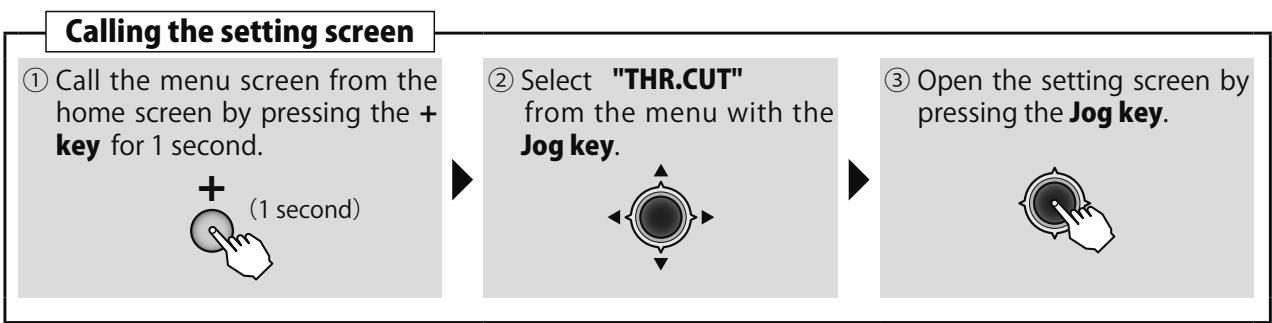 Calling the setting screen
① Call the menu screen from the
home screen by pressing the +
key for 1 second.
+
(1 second)
② Select "THR.CUT"
from the menu with the
Jog key.
③ Open the setting screen by
pressing the Jog key.